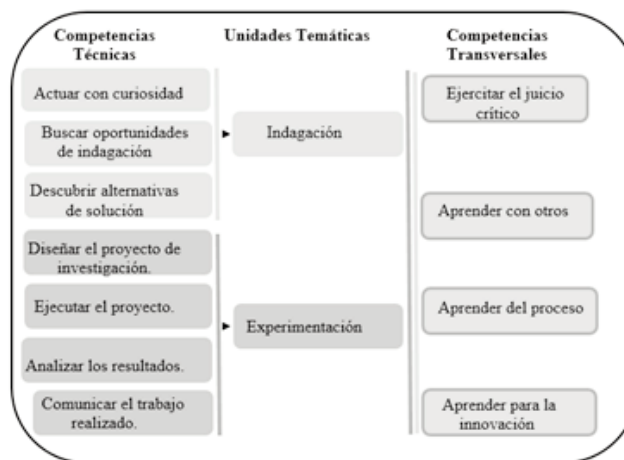 Competencias
Técnicas
Unidades Temáticas
Competencias
Transversales
Actuar con curiosidad
Buscar oportunidades
de indagación
Descubrir alternativas
de solución
Diseñar el proyecto de
investigación.
Ejecutar el proyecto.
Analizar los resultados.
Comunicar el trabajo
realizado.
Indagación
Experimentación
Ejercitar el juicio
crítico
Aprender con otros
Aprender del proceso
Aprender para la
innovación